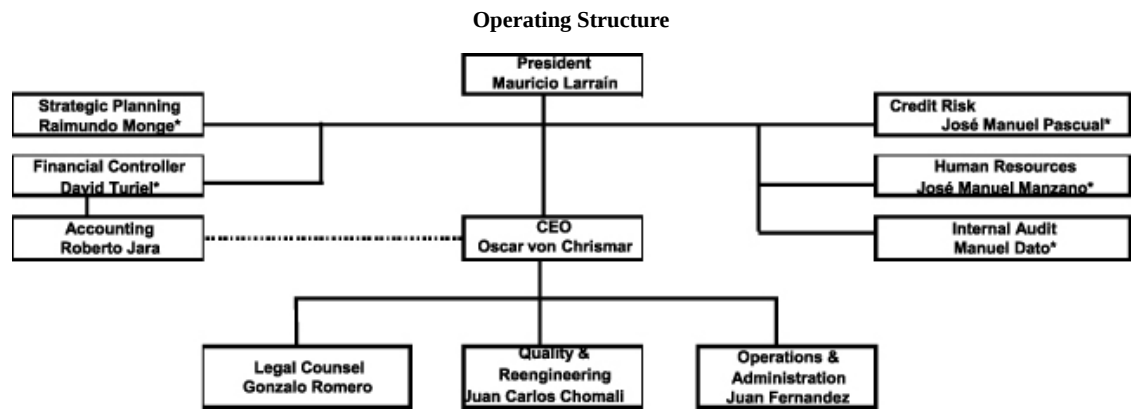 Operating Structure
President
Mauricio Larraín
Strategic Planning
Raimundo Monge*
Credit Risk
José Manuel Pascual*
Financial Controller
David Turiel*
Human Resources
José Manuel Manzano*
Accounting
Roberto Jara
CEO
Oscar von Chrismar
Internal Audit
Manuel Dato*
Legal Counsel
Gonzalo Romero
Quality &
Reengineering
Juan Carlos Chomali
Operations &
Administration
Juan Fernandez